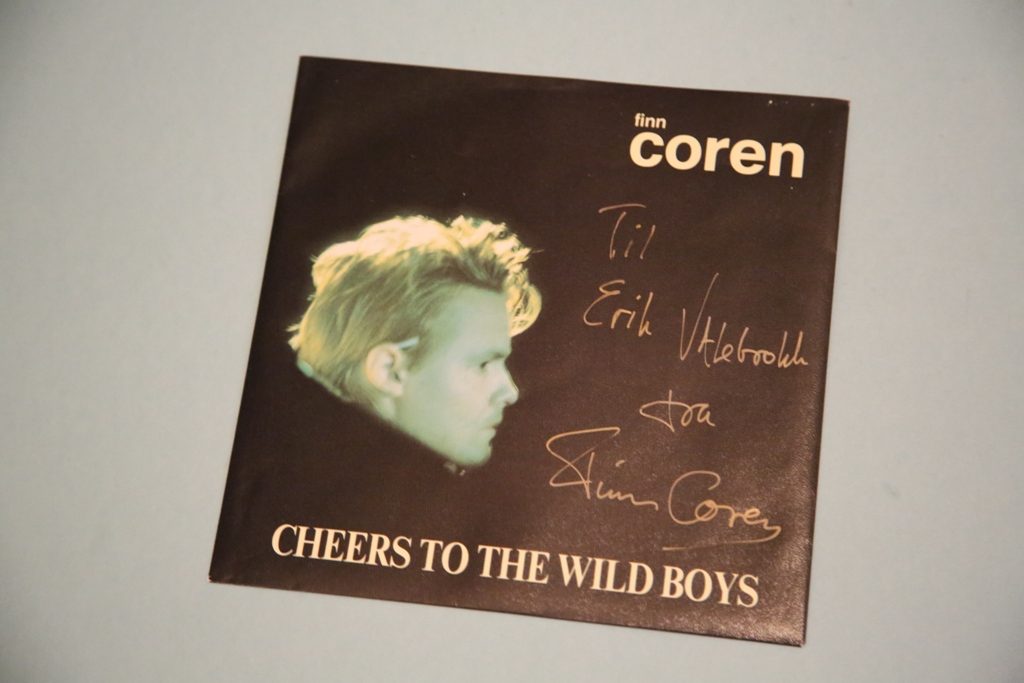 finn
coren
Til
Erik
fra
Finn Coren
CHEERS TO THE WILD BOYS